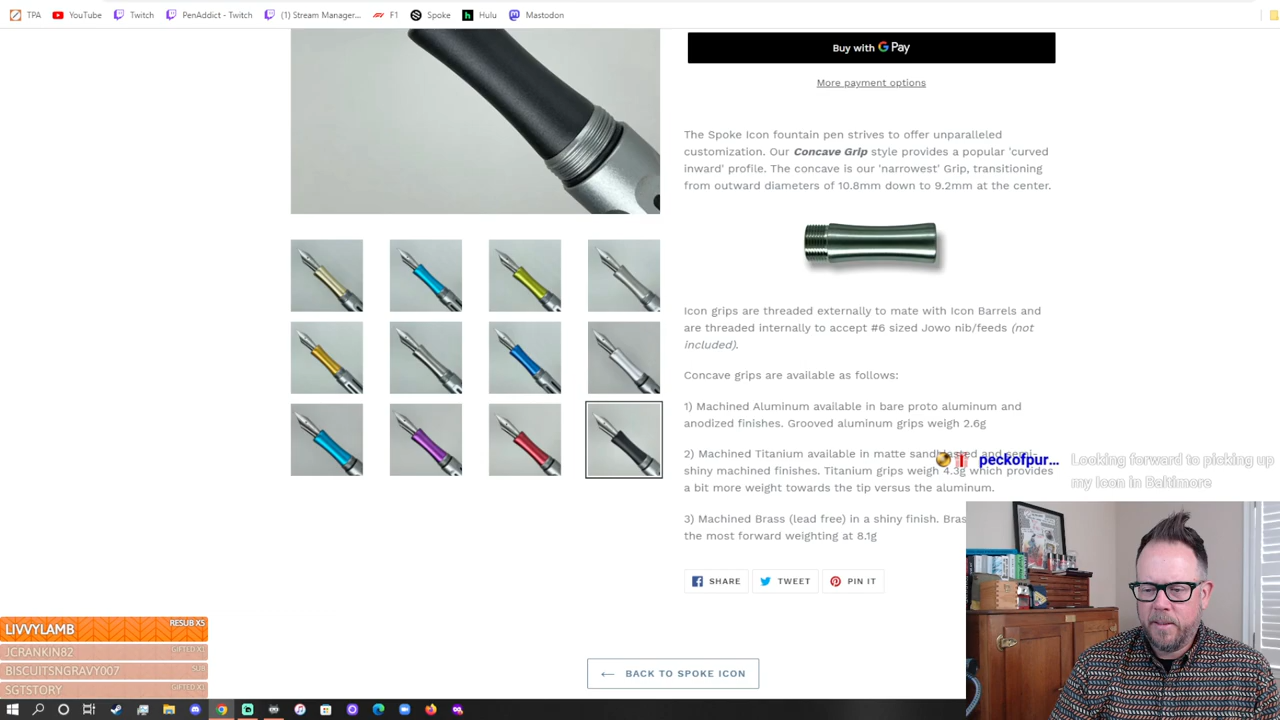 TPA
YouTube
Twitch
PenAddict - Twitch
(1) Stream Manager...
F1
Spoke
Hulu
Mastodon
Buy with G Pay
More payment options
The Spoke Icon fountain pen strives to offer unparalleled
customization. Our Concave Grip style provides a popular 'curved
inward' profile. The concave is our 'narrowest' Grip, transitioning
from outward diameters of 10.8mm down to 9.2mm at the center.
Icon grips are threaded externally to mate with Icon Barrels and
are threaded internally to accept #6 sized Jowo nib/feeds (not
included).
Concave grips are available as follows:
1) Machined Aluminum available in bare proto aluminum and
anodized finishes. Grooved aluminum grips weigh 2.6g
2) Machined Titanium available in matte sandblasted and semi-
shiny machined finishes. Titanium grips weigh 4.3g which provides
a bit more weight towards the tip versus the aluminum.
3) Machined Brass (lead free) in a shiny finish. Bras
the most forward weighting at 8.1g
peckofpur...
Looking forward to picking up
my Icon in Baltimore
SHARE
TWEET
PIN IT
BACK TO SPOKE ICON
LIVVYLAMB RESUB X5
JCRANKIN82 GIFTED X1
BISCUITSNGRAVY007 SUB
SGTSTORY GIFTED X1